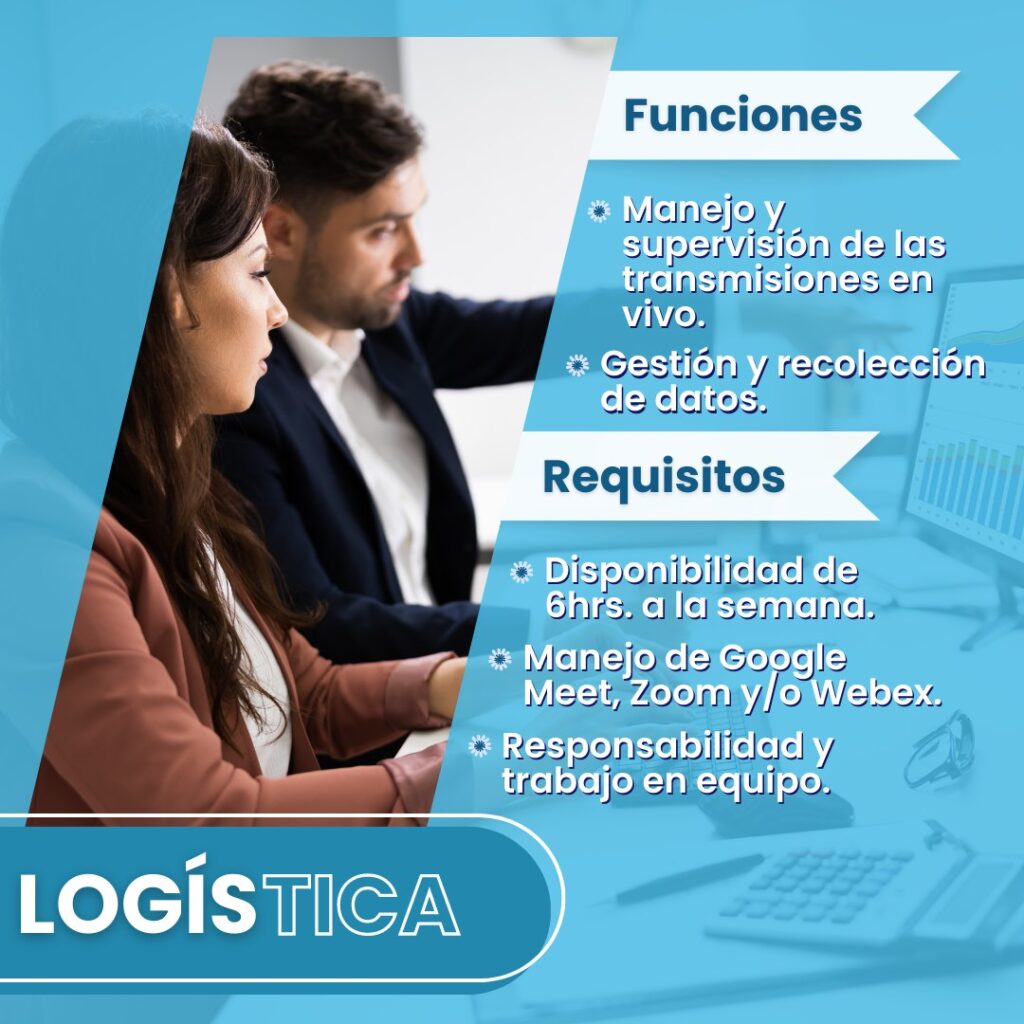 Funciones
Manejo y
supervisión de las
transmisiones en
vivo.
Gestión y recolección
de datos.
Requisitos
Disponibilidad de
6hrs. a la semana.
Manejo de Google
Meet, Zoom y/o Webex.
Responsabilidad y
trabajo en equipo.
LOGÍSTICA